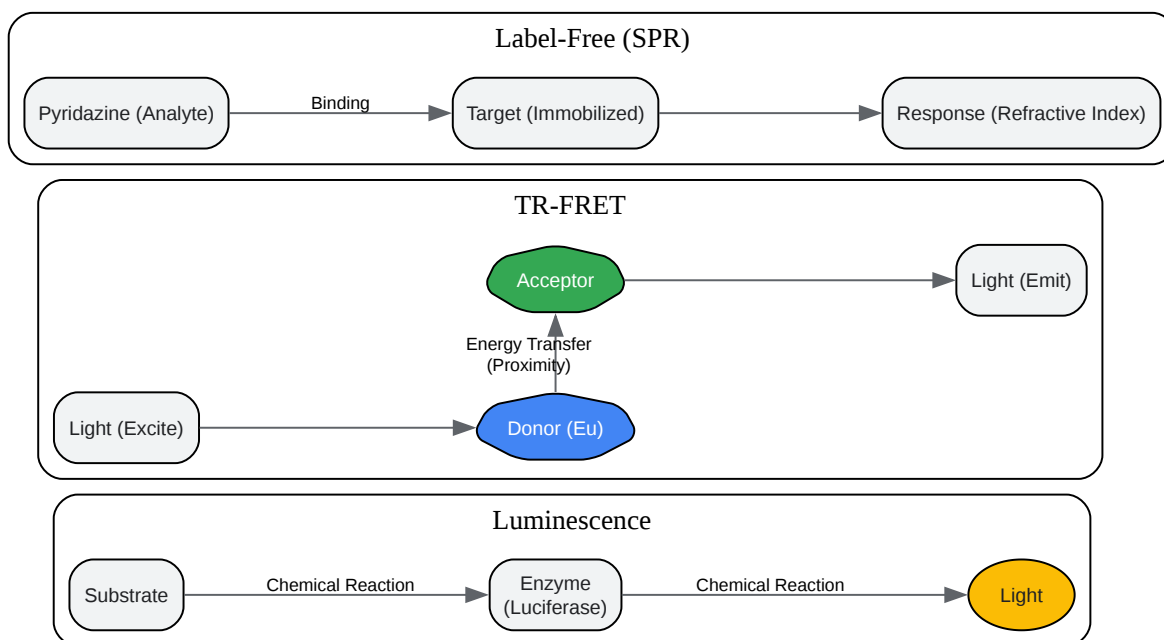 Label-Free (SPR)
Pyridazine (Analyte)
Binding
Target (Immobilized)
Response (Refractive Index)
TR-FRET
Acceptor
Light (Emit)
Energy Transfer
(Proximity)
Light (Excite)
Donor (Eu)
Luminescence
Substrate
Chemical Reaction
Enzyme
(Luciferase)
Chemical Reaction
Light